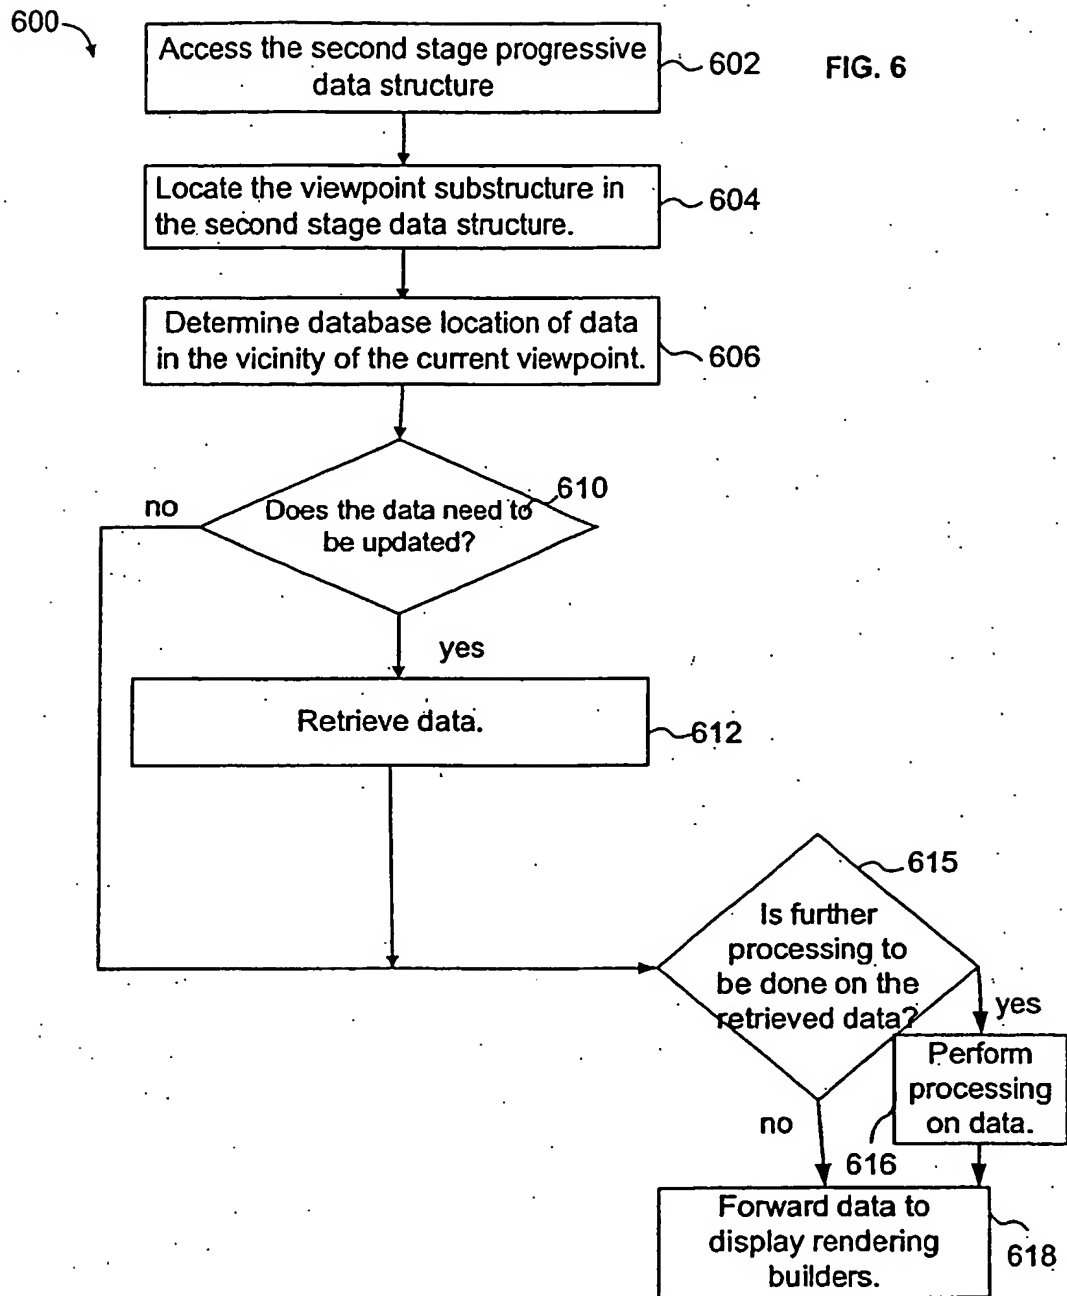 600
Access the second stage progressive
data structure
602
FIG. 6
Locate the viewpoint substructure in
the second stage data structure.
604
Determine database location of data
in the vicinity of the current viewpoint.
606
no
610
Does the data need to
be updated?
yes
Retrieve data.
612
615
Is further
processing to
be done on the
retrieved data?
yes
Perform
processing
on data.
no
616
Forward data to
display rendering
builders.
618